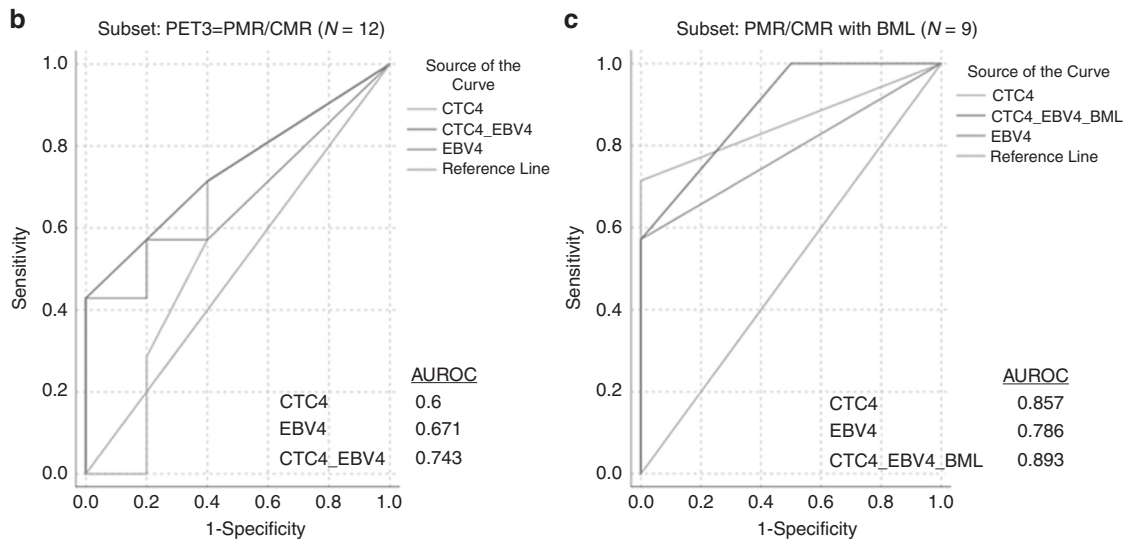 b
Subset: PET3=PMR/CMR (N = 12)
Sensitivity
1.0
0.8
0.6
0.4
0.2
0.0
0.0 0.2 0.4 0.6 0.8 1.0
1-Specificity
Source of the
Curve
CTC4
CTC4_EBV4
EBV4
Reference Line
AUROC
CTC4 0.6
EBV4 0.671
CTC4_EBV4 0.743
c
Subset: PMR/CMR with BML (N = 9)
Sensitivity
1.0
0.8
0.6
0.4
0.2
0.0
0.0 0.2 0.4 0.6 0.8 1.0
1-Specificity
Source of the Curve
CTC4
CTC4_EBV4_BML
EBV4
Reference Line
AUROC
CTC4 0.857
EBV4 0.786
CTC4_EBV4_BML 0.893